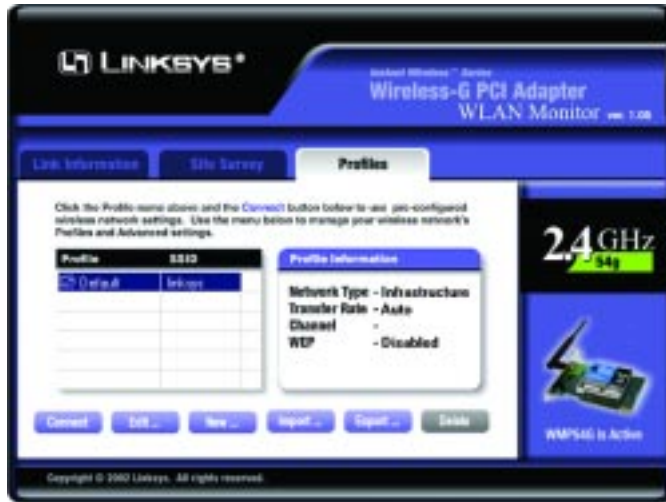 LINKSYS®
Instant Wireless™ Series
Wireless-G PCI Adapter
WLAN Monitor ver. 1.05
Link Information
Site Survey
Profiles
Click the Profile name above and the Connect button below to use pre-configured
wireless network settings. Use the menu below to manage your wireless network's
Profiles and Advanced settings.
Profile SSID
Default linksys
Profile Information
Network Type - Infrastructure
Transfer Rate - Auto
Channel -
WEP - Disabled
2.4 GHz
54g
Connect
Edit ...
New ...
Import ...
Export ...
Delete
WMP54G is Active
Copyright © 2002 Linksys. All rights reserved.